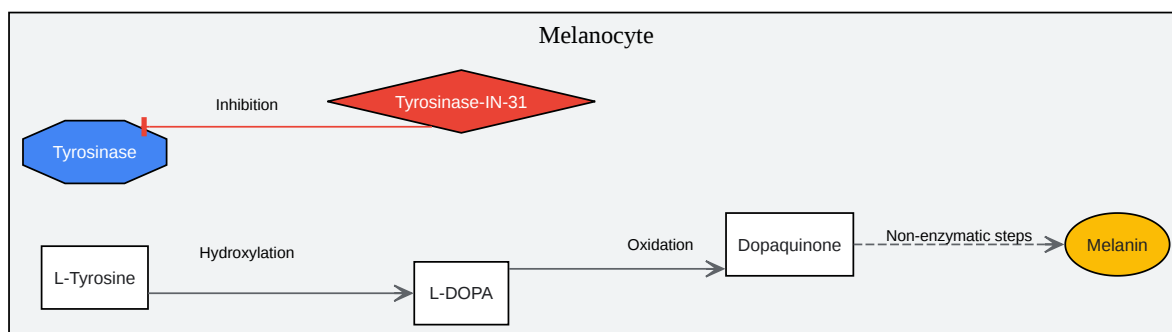 Melanocyte
Inhibition
Tyrosinase-IN-31
Tyrosinase
Hydroxylation
Oxidation
Non-enzymatic steps
L-Tyrosine
L-DOPA
Dopaquinone
Melanin